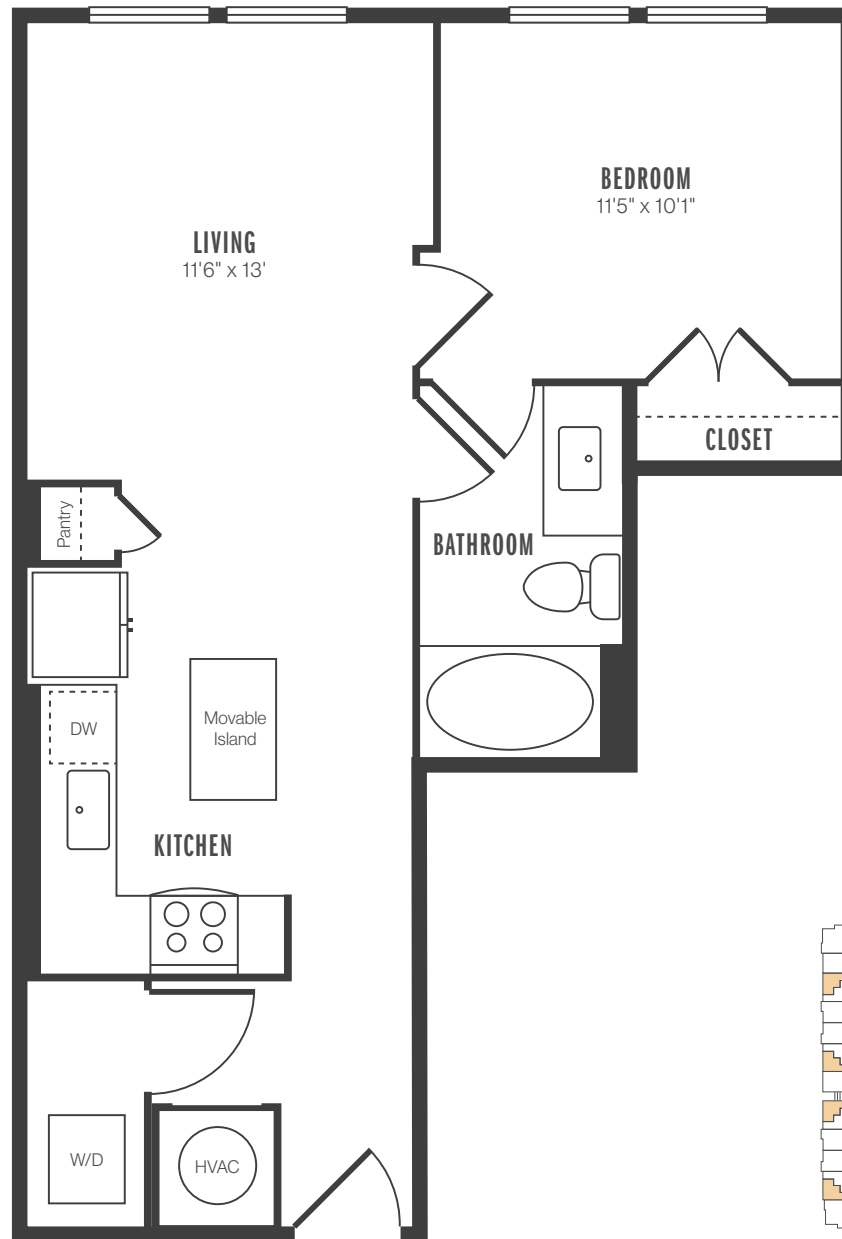 BEDROOM
11'5" x 10'1"
LIVING
11'6" x 13'
CLOSET
Pantry
BATHROOM
DW
Movable
Island
KITCHEN
W/D
HVAC